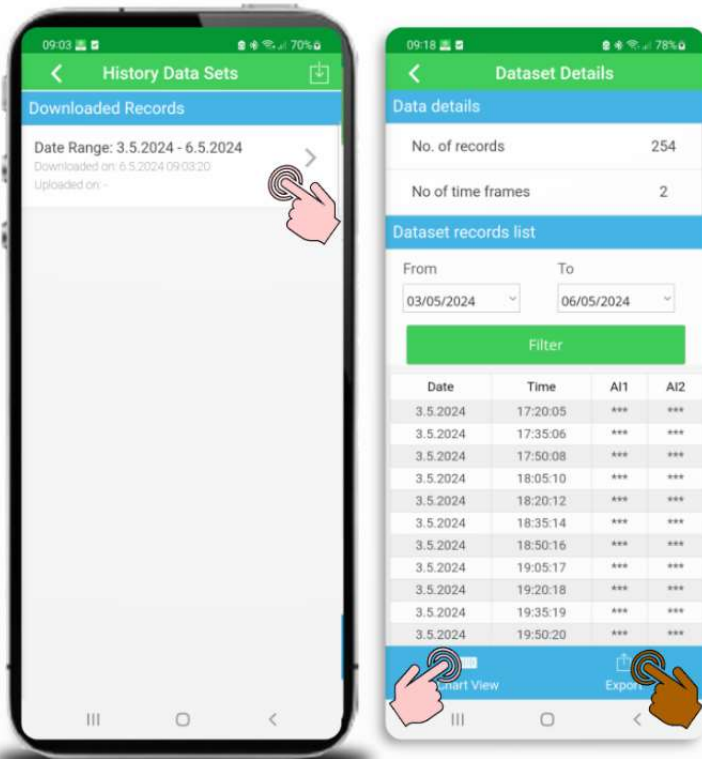 09:03
70%
History Data Sets
Downloaded Records
Date Range: 3.5.2024 - 6.5.2024
Downloaded on: 6.5.2024 09:03:20
Uploaded on: -
09:18
78%
Dataset Details
Data details
No. of records 254
No of time frames 2
Dataset records list
From To
03/05/2024 06/05/2024
Filter
Date Time AI1 AI2
3.5.2024 17:20:05 *** ***
3.5.2024 17:35:06 *** ***
3.5.2024 17:50:08 *** ***
3.5.2024 18:05:10 *** ***
3.5.2024 18:20:12 *** ***
3.5.2024 18:35:14 *** ***
3.5.2024 18:50:16 *** ***
3.5.2024 19:05:17 *** ***
3.5.2024 19:20:18 *** ***
3.5.2024 19:35:19 *** ***
3.5.2024 19:50:20 *** ***
Chart View Export